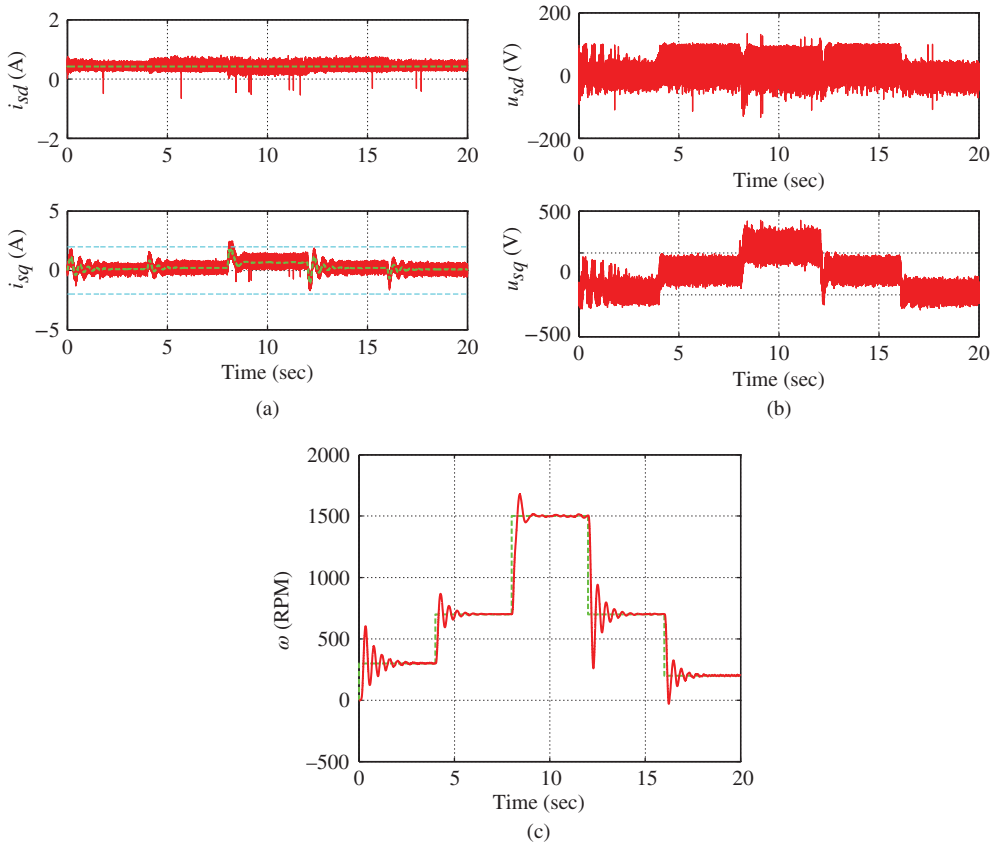 2
0
−2
i_sd (A)
0 5 10 15 20
5
0
−5
i_sq (A)
0 5 10 15 20
Time (sec)
(a)
200
0
−200
u_sd (V)
0 5 10 15 20
Time (sec)
500
0
−500
u_sq (V)
0 5 10 15 20
Time (sec)
(b)
2000
1500
1000
500
0
−500
ω (RPM)
0 5 10 15 20
Time (sec)
(c)